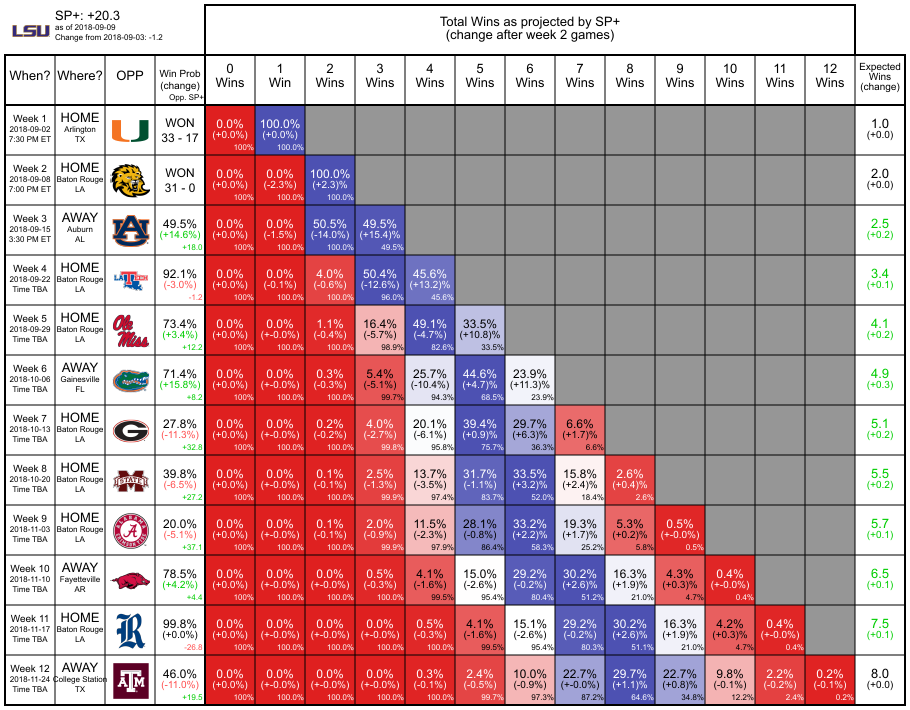 LSU
SP+: +20.3
as of 2018-09-09
Change from 2018-09-03: -1.2
Total Wins as projected by SP+
(change after week 2 games)
When? Where? OPP Win Prob (change) Opp. SP+ 0 Wins 1 Win 2 Wins 3 Wins 4 Wins 5 Wins 6 Wins 7 Wins 8 Wins 9 Wins 10 Wins 11 Wins 12 Wins Expected Wins (change)
Week 1 HOME WON 0.0% 100.0% 1.0
2018-09-02 Arlington 33 - 17 (+0.0%) (+0.0%) (+0.0)
7:30 PM ET TX 100% 100.0%
Week 2 HOME WON 0.0% 0.0% 100.0% 2.0
2018-09-08 Baton Rouge 31 - 0 (+0.0%) (-2.3%) (+2.3)% (+0.0)
7:00 PM ET LA 100% 100.0% 100.0%
Week 3 AWAY 49.5% 0.0% 0.0% 50.5% 49.5% 2.5
2018-09-15 Auburn (+14.6%) (+0.0%) (-1.5%) (-14.0%) (+15.4)% (+0.2)
3:30 PM ET AL +18.0 100% 100.0% 100.0% 49.5%
Week 4 HOME LA TECH 92.1% 0.0% 0.0% 4.0% 50.4% 45.6% 3.4
2018-09-22 Baton Rouge (-3.0%) (+0.0%) (-0.1%) (-0.6%) (-12.6%) (+13.2)% (+0.1)
Time TBA LA -1.2 100% 100.0% 100.0% 96.0% 45.6%
Week 5 HOME Ole Miss 73.4% 0.0% 0.0% 1.1% 16.4% 49.1% 33.5% 4.1
2018-09-29 Baton Rouge (+3.4%) (+0.0%) (+-0.0%) (-0.4%) (-5.7%) (-4.7%) (+10.8)% (+0.2)
Time TBA LA +12.2 100% 100.0% 100.0% 98.9% 82.6% 33.5%
Week 6 AWAY 71.4% 0.0% 0.0% 0.3% 5.4% 25.7% 44.6% 23.9% 4.9
2018-10-06 Gainesville (+15.8%) (+0.0%) (+-0.0%) (-0.3%) (-5.1%) (-10.4%) (+4.7)% (+11.3)% (+0.3)
Time TBA FL +8.2 100% 100.0% 100.0% 99.7% 94.3% 68.5% 23.9%
Week 7 HOME G 27.8% 0.0% 0.0% 0.2% 4.0% 20.1% 39.4% 29.7% 6.6% 5.1
2018-10-13 Baton Rouge (-11.3%) (+0.0%) (+-0.0%) (-0.2%) (-2.7%) (-6.1%) (+0.9)% (+6.3)% (+1.7)% (+0.2)
Time TBA LA +32.8 100% 100.0% 100.0% 99.8% 95.8% 75.7% 36.3% 6.6%
Week 8 HOME M STATE 39.8% 0.0% 0.0% 0.1% 2.5% 13.7% 31.7% 33.5% 15.8% 2.6% 5.5
2018-10-20 Baton Rouge (-6.5%) (+0.0%) (+-0.0%) (-0.1%) (-1.3%) (-3.5%) (-1.1%) (+3.2)% (+2.4)% (+0.4)% (+0.2)
Time TBA LA +27.2 100% 100.0% 100.0% 99.9% 97.4% 83.7% 52.0% 18.4% 2.6%
Week 9 HOME A 20.0% 0.0% 0.0% 0.1% 2.0% 11.5% 28.1% 33.2% 19.3% 5.3% 0.5% 5.7
2018-11-03 Baton Rouge (-5.1%) (+0.0%) (+-0.0%) (-0.1%) (-0.9%) (-2.3%) (-0.8%) (+2.2)% (+1.7)% (+0.2)% (+-0.0%) (+0.1)
Time TBA LA +37.1 100% 100.0% 100.0% 99.9% 97.9% 86.4% 58.3% 25.2% 5.8% 0.5%
Week 10 AWAY 78.5% 0.0% 0.0% 0.0% 0.5% 4.1% 15.0% 29.2% 30.2% 16.3% 4.3% 0.4% 6.5
2018-11-10 Fayetteville (+4.2%) (+0.0%) (+-0.0%) (+-0.0%) (-0.3%) (-1.6%) (-2.6%) (-0.2%) (+2.6)% (+1.9)% (+0.3)% (+-0.0%) (+0.1)
Time TBA AR +4.4 100% 100.0% 100.0% 100.0% 99.5% 95.4% 80.4% 51.2% 21.0% 4.7% 0.4%
Week 11 HOME R 99.8% 0.0% 0.0% 0.0% 0.0% 0.5% 4.1% 15.1% 29.2% 30.2% 16.3% 4.2% 0.4% 7.5
2018-11-17 Baton Rouge (+0.0%) (+0.0%) (+-0.0%) (+-0.0%) (+-0.0%) (-0.3%) (-1.6%) (-2.6%) (-0.2%) (+2.6)% (+1.9)% (+0.3)% (+-0.0%) (+0.1)
Time TBA LA -26.8 100% 100.0% 100.0% 100.0% 100.0% 99.5% 95.4% 80.3% 51.1% 21.0% 4.7% 0.4%
Week 12 AWAY ATM 46.0% 0.0% 0.0% 0.0% 0.0% 0.3% 2.4% 10.0% 22.7% 29.7% 22.7% 9.8% 2.2% 0.2% 8.0
2018-11-24 College Station (-11.0%) (+0.0%) (+-0.0%) (+-0.0%) (+-0.0%) (-0.1%) (-0.5%) (-0.9%) (-0.0%) (+1.1)% (+0.8)% (-0.1%) (-0.2%) (-0.1%) (+0.0)
Time TBA TX +19.5 100% 100.0% 100.0% 100.0% 100.0% 99.7% 97.3% 87.2% 64.6% 34.8% 12.2% 2.4% 0.2%